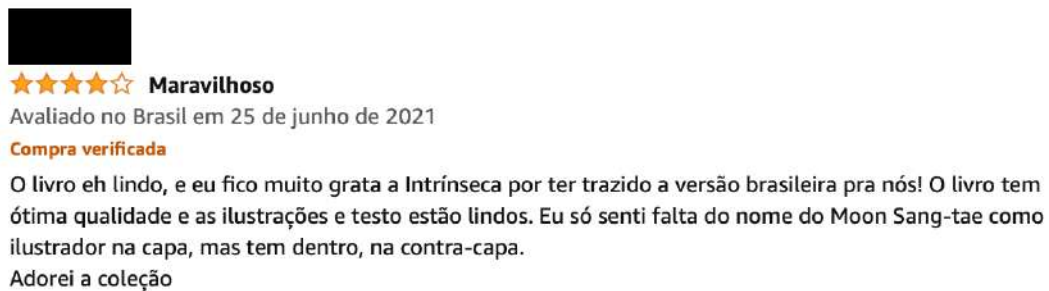 Maravilhoso
Avaliado no Brasil em 25 de junho de 2021
Compra verificada
O livro eh lindo, e eu fico muito grata a Intrínseca por ter trazido a versão brasileira pra nós! O livro tem
ótima qualidade e as ilustrações e testo estão lindos. Eu só senti falta do nome do Moon Sang-tae como
ilustrador na capa, mas tem dentro, na contra-capa.
Adorei a coleção